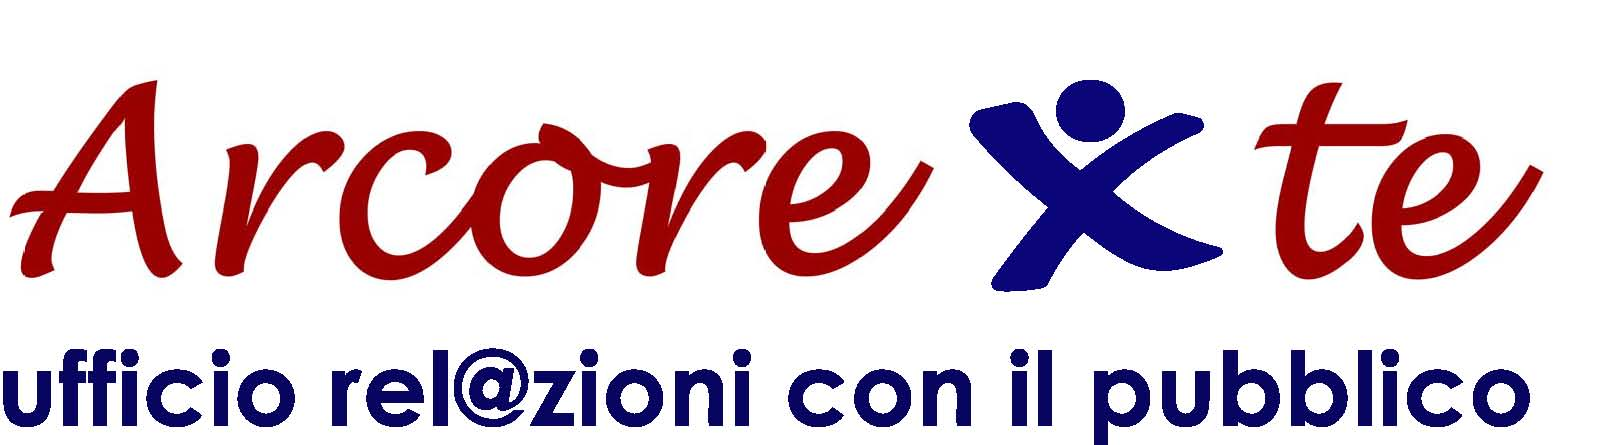 Arcore X te
ufficio rel@zioni con il pubblico